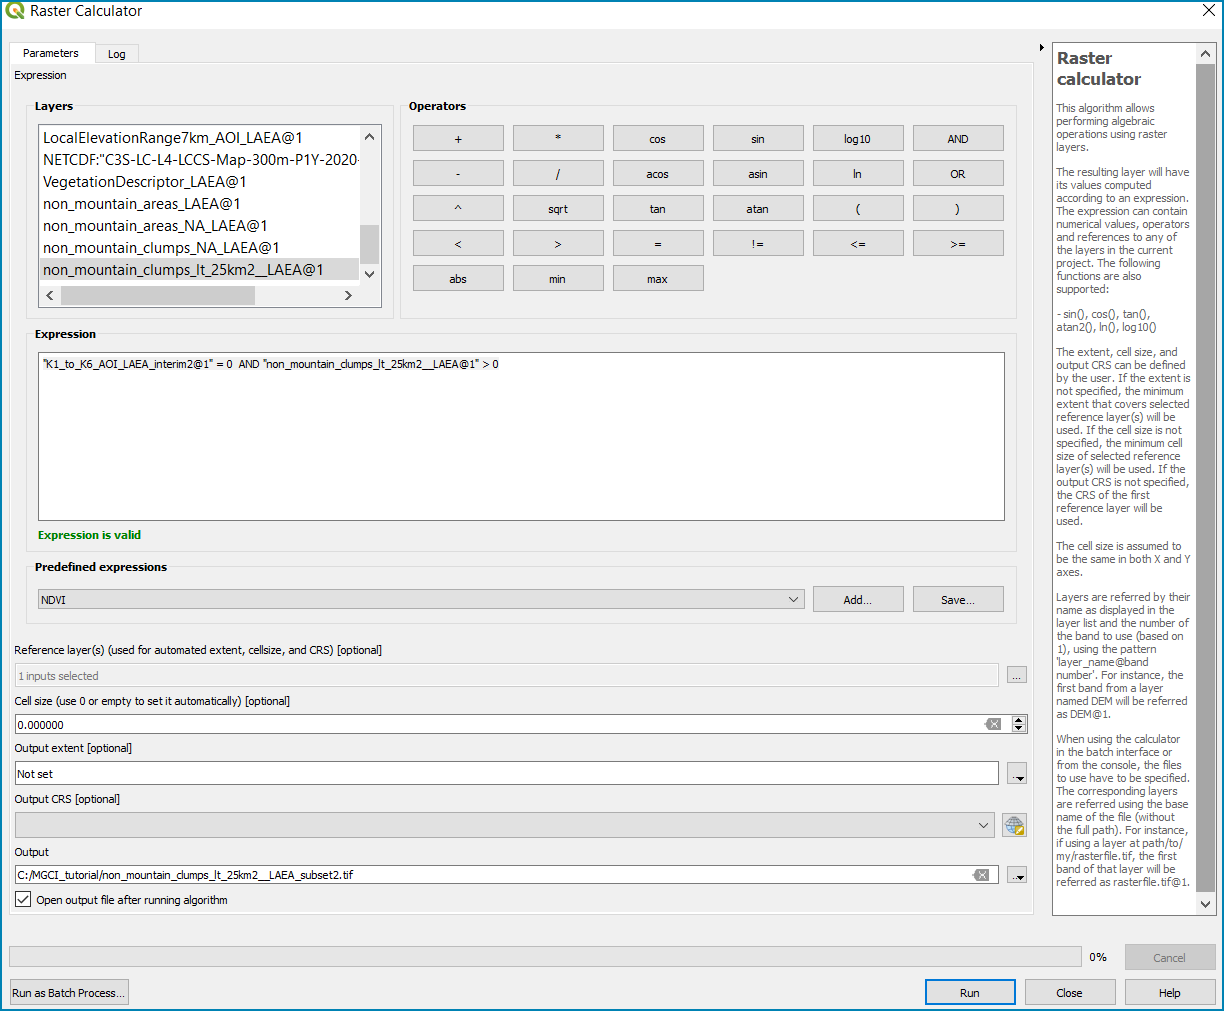 Raster Calculator
Parameters
Log
Expression
Layers
LocalElevationRange7km_AOI_LAEA@1
NETCDF:"C3S-LC-L4-LCCS-Map-300m-P1Y-2020-
VegetationDescriptor_LAEA@1
non_mountain_areas_LAEA@1
non_mountain_areas_NA_LAEA@1
non_mountain_clumps_NA_LAEA@1
non_mountain_clumps_lt_25km2__LAEA@1
Operators
+ * cos sin log10 AND
- / acos asin ln OR
^ sqrt tan atan ( )
< > = != <= >=
abs min max
Expression
"K1_to_K6_AOI_LAEA_interim2@1" = 0  AND "non_mountain_clumps_lt_25km2__LAEA@1" > 0
Expression is valid
Predefined expressions
NDVI
Add...
Save...
Reference layer(s) (used for automated extent, cellsize, and CRS) [optional]
1 inputs selected
...
Cell size (use 0 or empty to set it automatically) [optional]
0.000000
Output extent [optional]
Not set
Output CRS [optional]
Output
C:/MGCI_tutorial/non_mountain_clumps_lt_25km2__LAEA_subset2.tif
Open output file after running algorithm
Raster
calculator
This algorithm allows
performing algebraic
operations using raster
layers.
The resulting layer will have
its values computed
according to an expression.
The expression can contain
numerical values, operators
and references to any of
the layers in the current
project. The following
functions are also
supported:
- sin(), cos(), tan(),
atan2(), ln(), log10()
The extent, cell size, and
output CRS can be defined
by the user. If the extent is
not specified, the minimum
extent that covers selected
reference layer(s) will be
used. If the cell size is not
specified, the minimum cell
size of selected reference
layer(s) will be used. If the
output CRS is not specified,
the CRS of the first
reference layer will be
used.
The cell size is assumed to
be the same in both X and Y
axes.
Layers are referred by their
name as displayed in the
layer list and the number of
the band to use (based on
1), using the pattern
'layer_name@band
number'. For instance, the
first band from a layer
named DEM will be referred
as DEM@1.
When using the calculator
in the batch interface or
from the console, the files
to use have to be specified.
The corresponding layers
are referred using the base
name of the file (without
the full path). For instance,
if using a layer at path/to/
my/rasterfile.tif, the first
band of that layer will be
referred as rasterfile.tif@1.
0%
Cancel
Run as Batch Process...
Run
Close
Help